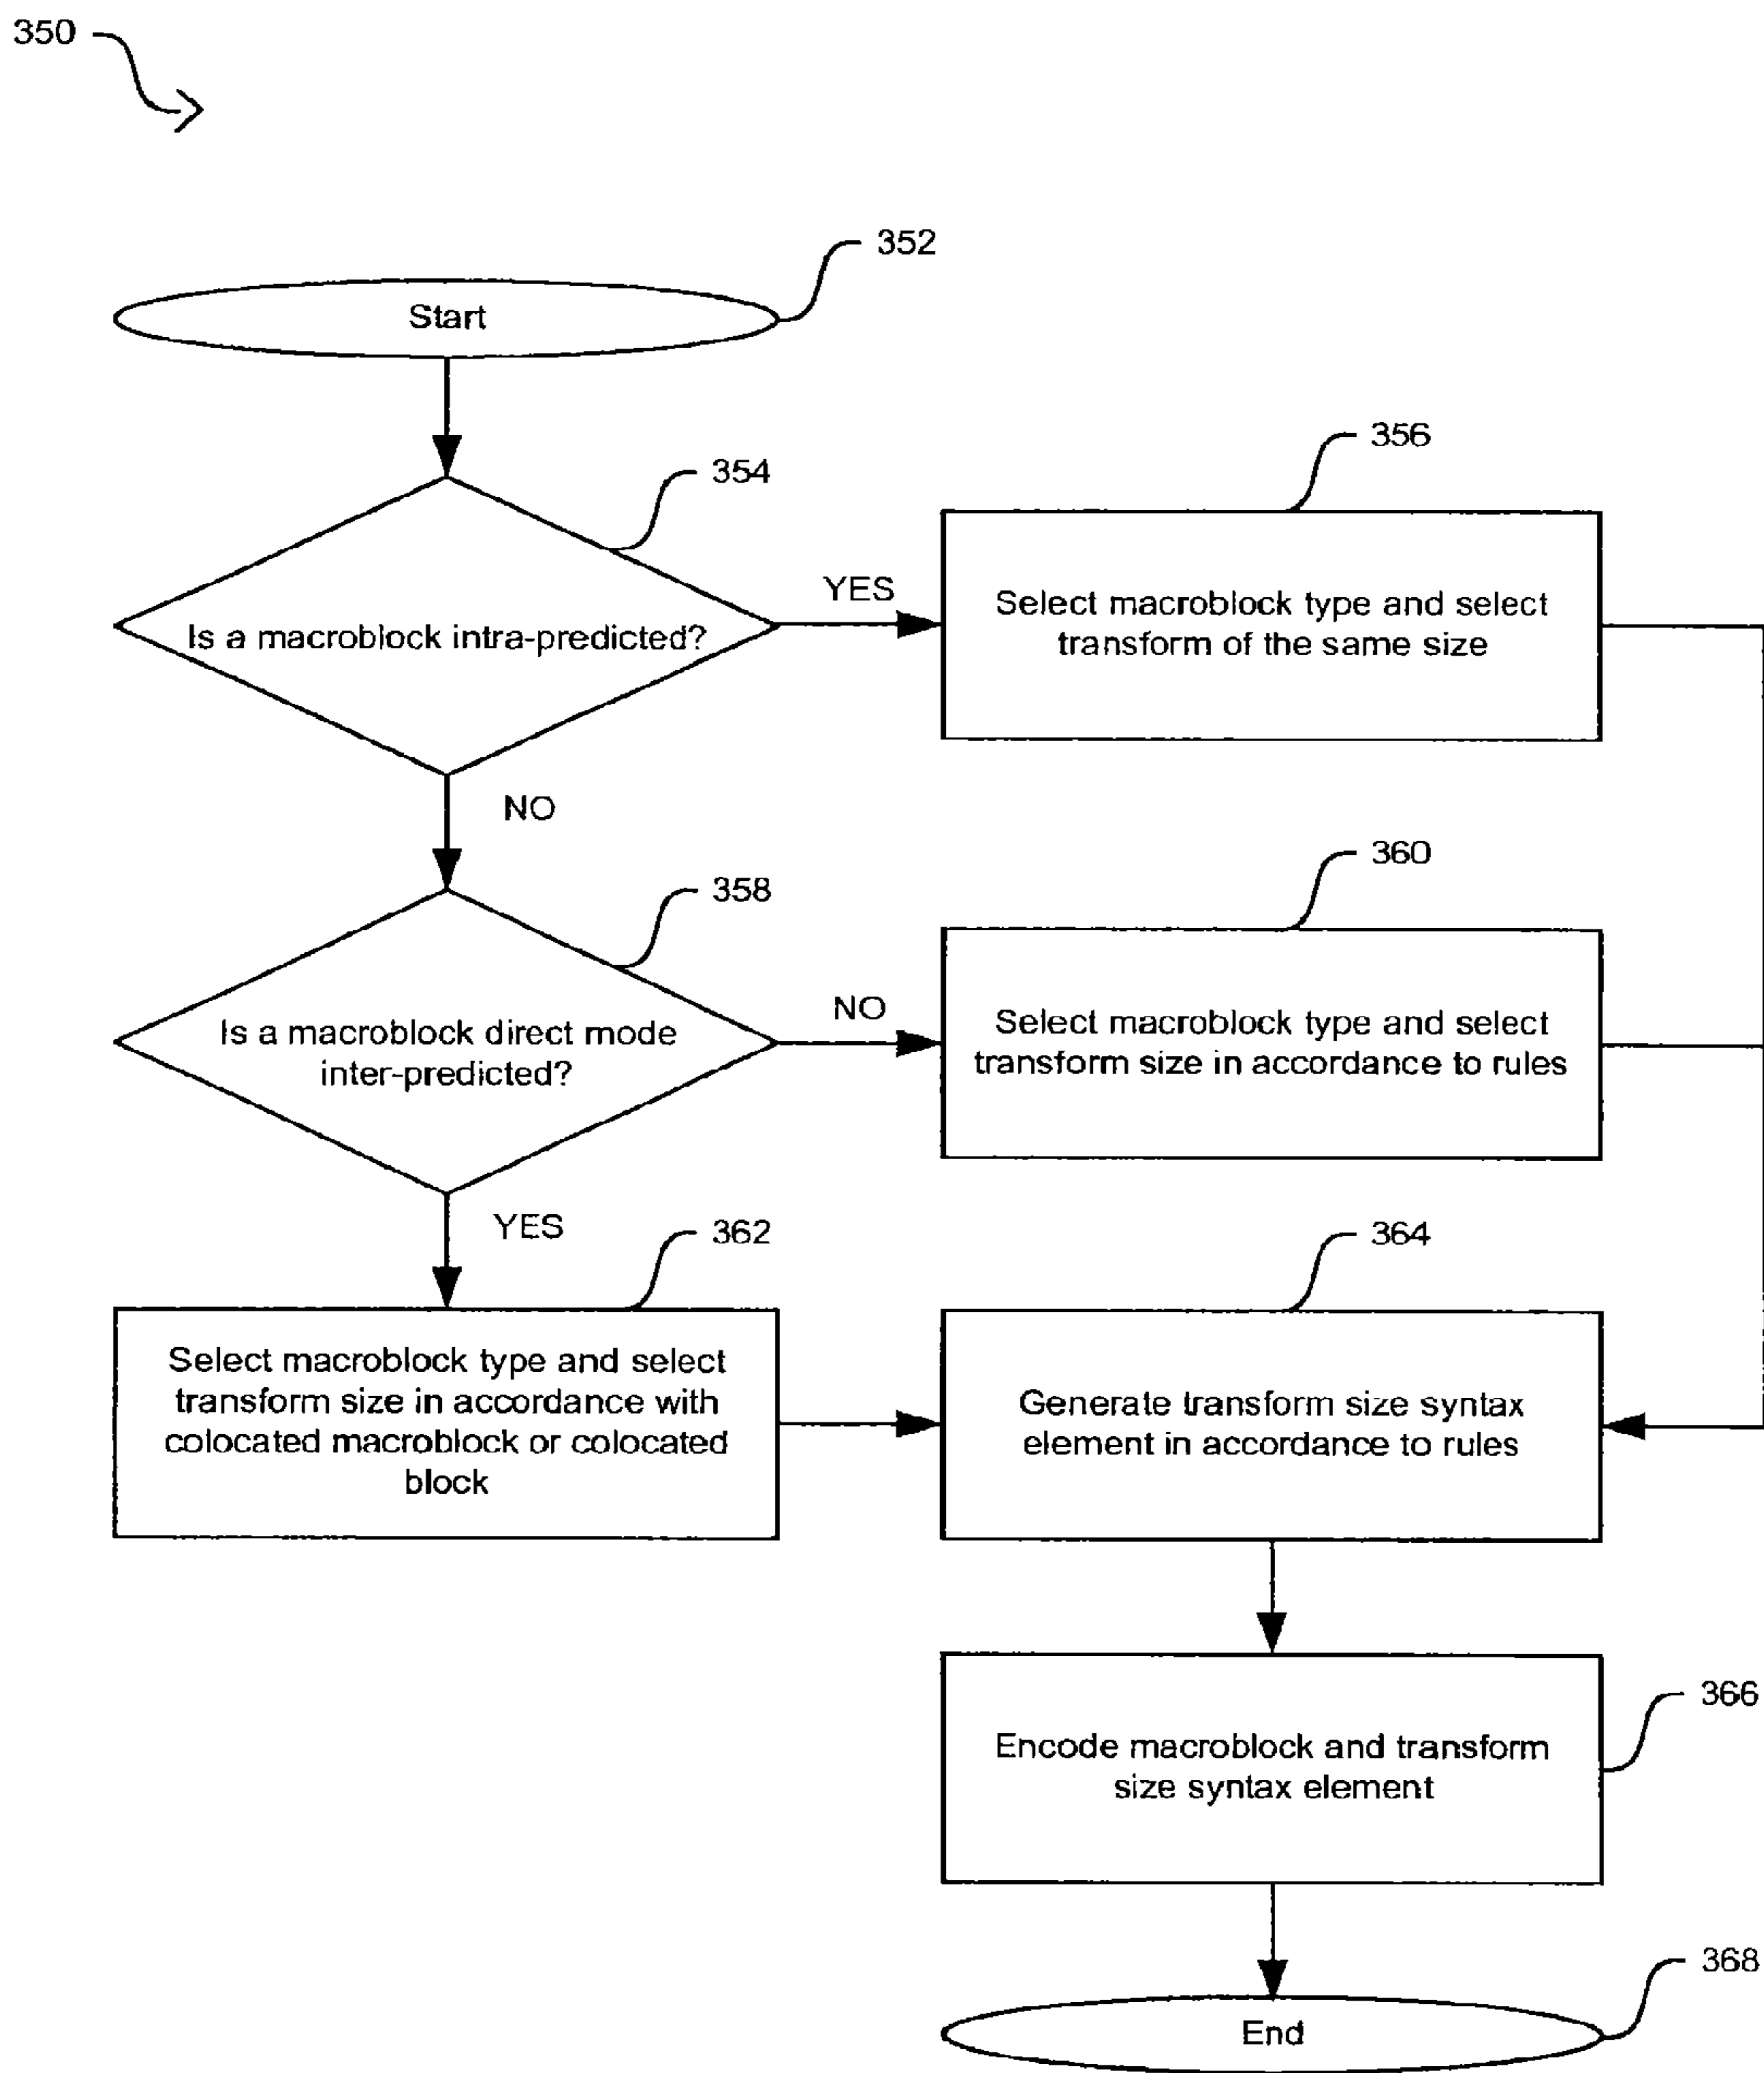 350
352
Start
354
356
Is a macroblock intra-predicted?
YES
Select macroblock type and select
transform of the same size
NO
358
360
Is a macroblock direct mode
inter-predicted?
NO
Select macroblock type and select
transform size in accordance to rules
YES
362
364
Select macroblock type and select
transform size in accordance with
colocated macroblock or colocated
block
Generate transform size syntax
element in accordance to rules
366
Encode macroblock and transform
size syntax element
368
End